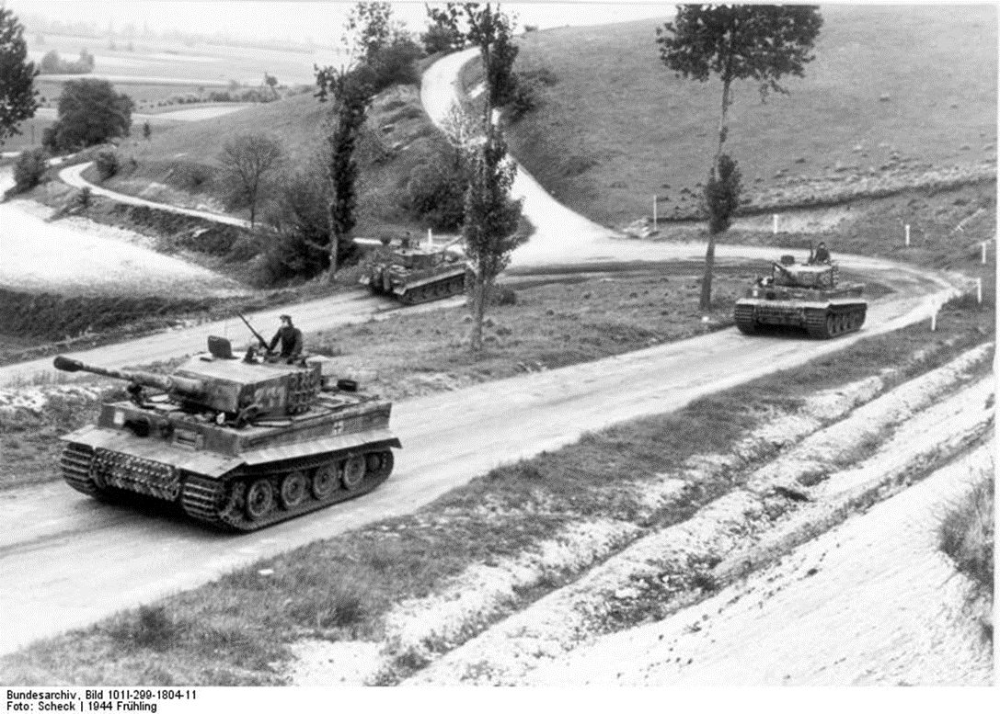 Bundesarchiv, Bild 101I-299-1804-11
Foto: Scheck | 1944 Frühling